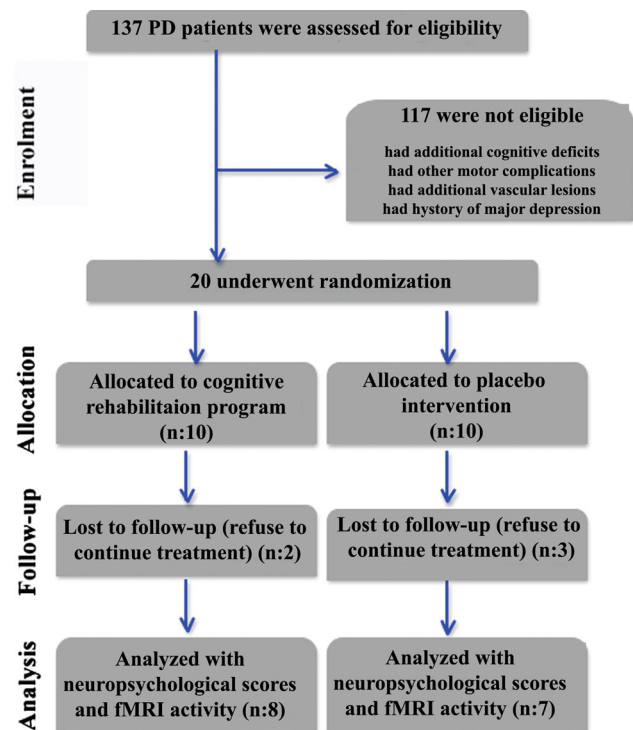 137 PD patients were assessed for eligibility
Enrolment
117 were not eligible
had additional cognitive deficits
had other motor complications
had additional vascular lesions
had hystory of major depression
20 underwent randomization
Allocation
Allocated to cognitive
rehabilitaion program
(n:10)
Allocated to placebo
intervention
(n:10)
Follow-up
Lost to follow-up (refuse to
continue treatment) (n:2)
Lost to follow-up (refuse to
continue treatment) (n:3)
Analysis
Analyzed with
neuropsychological scores
and fMRI activity (n:8)
Analyzed with
neuropsychological scores
and fMRI activity (n:7)